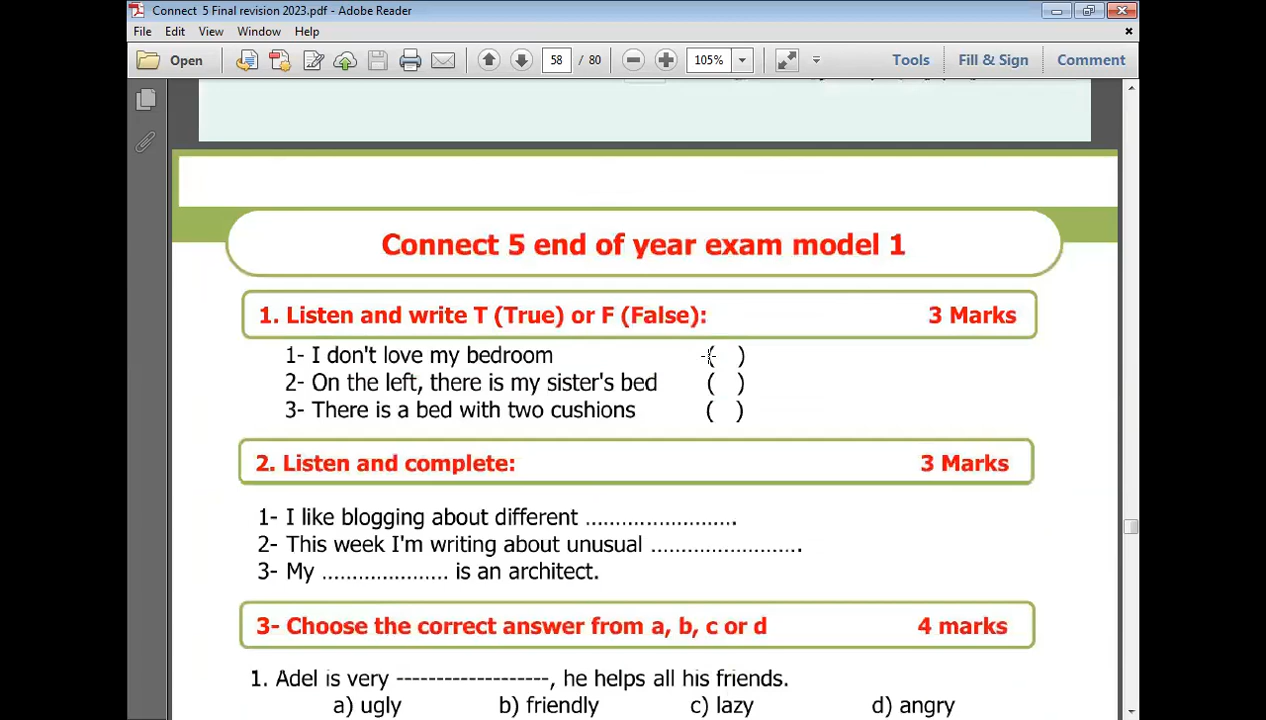 Connect 5 Final revision 2023.pdf - Adobe Reader
File Edit View Window Help
Open 58 / 80 105% Tools Fill & Sign Comment
Connect 5 end of year exam model 1
1. Listen and write T (True) or F (False): 3 Marks
1- I don't love my bedroom ( )
2- On the left, there is my sister's bed ( )
3- There is a bed with two cushions ( )
2. Listen and complete: 3 Marks
1- I like blogging about different .........................
2- This week I'm writing about unusual .........................
3- My ..................... is an architect.
3- Choose the correct answer from a, b, c or d 4 marks
1. Adel is very -------------------, he helps all his friends.
a) ugly b) friendly c) lazy d) angry